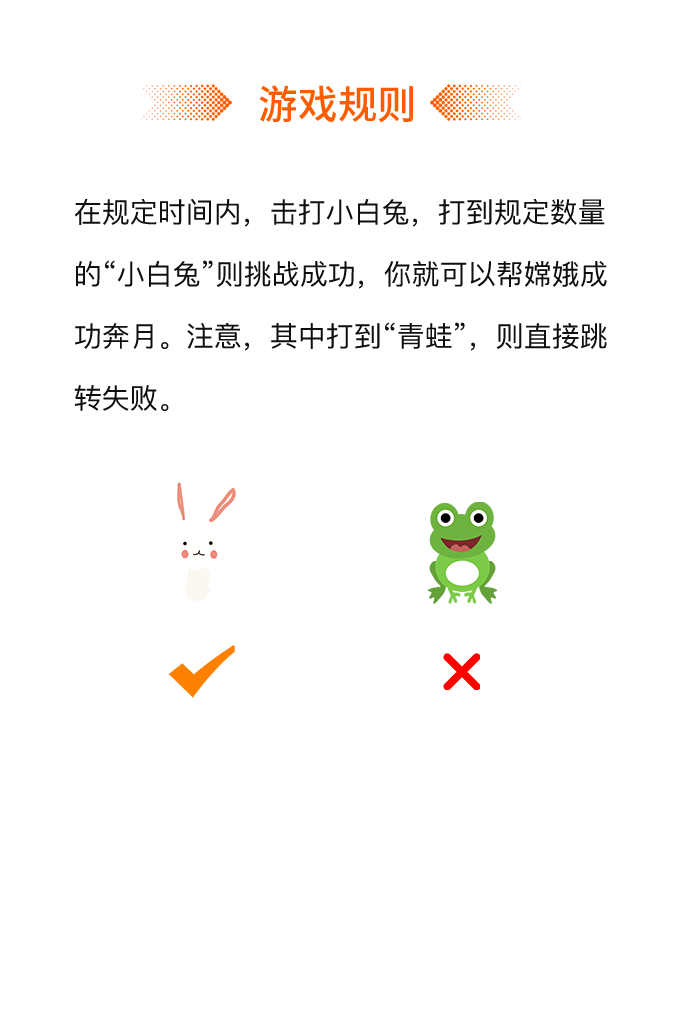 游戏规则
在规定时间内，击打小白兔，打到规定数量
的“小白兔”则挑战成功，你就可以帮嫦娥成
功奔月。注意，其中打到“青蛙”，则直接跳
转失败。